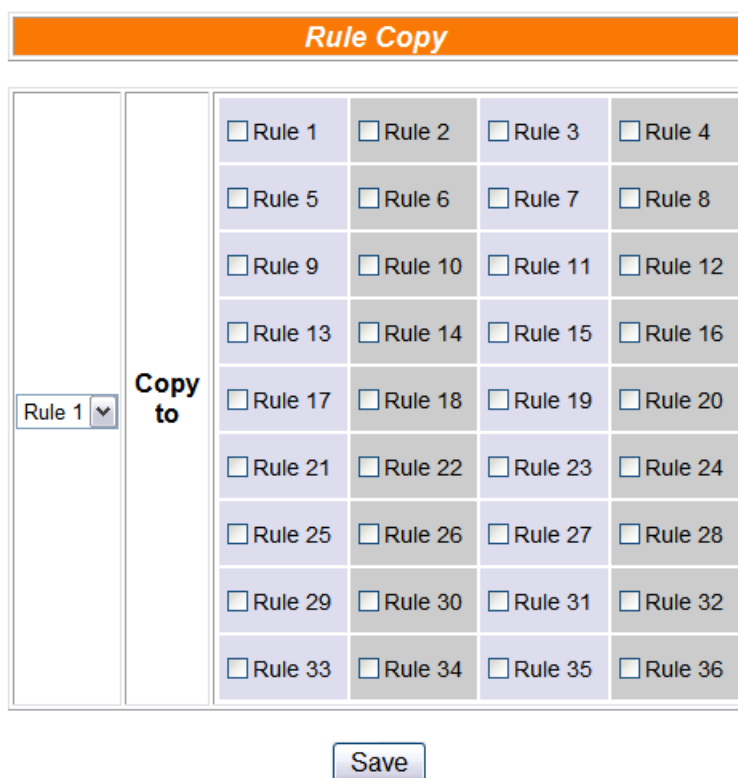 Rule Copy
Rule 1 Rule 2 Rule 3 Rule 4
Rule 5 Rule 6 Rule 7 Rule 8
Rule 9 Rule 10 Rule 11 Rule 12
Rule 13 Rule 14 Rule 15 Rule 16
Rule 1
Copy
to
Rule 17 Rule 18 Rule 19 Rule 20
Rule 21 Rule 22 Rule 23 Rule 24
Rule 25 Rule 26 Rule 27 Rule 28
Rule 29 Rule 30 Rule 31 Rule 32
Rule 33 Rule 34 Rule 35 Rule 36
Save